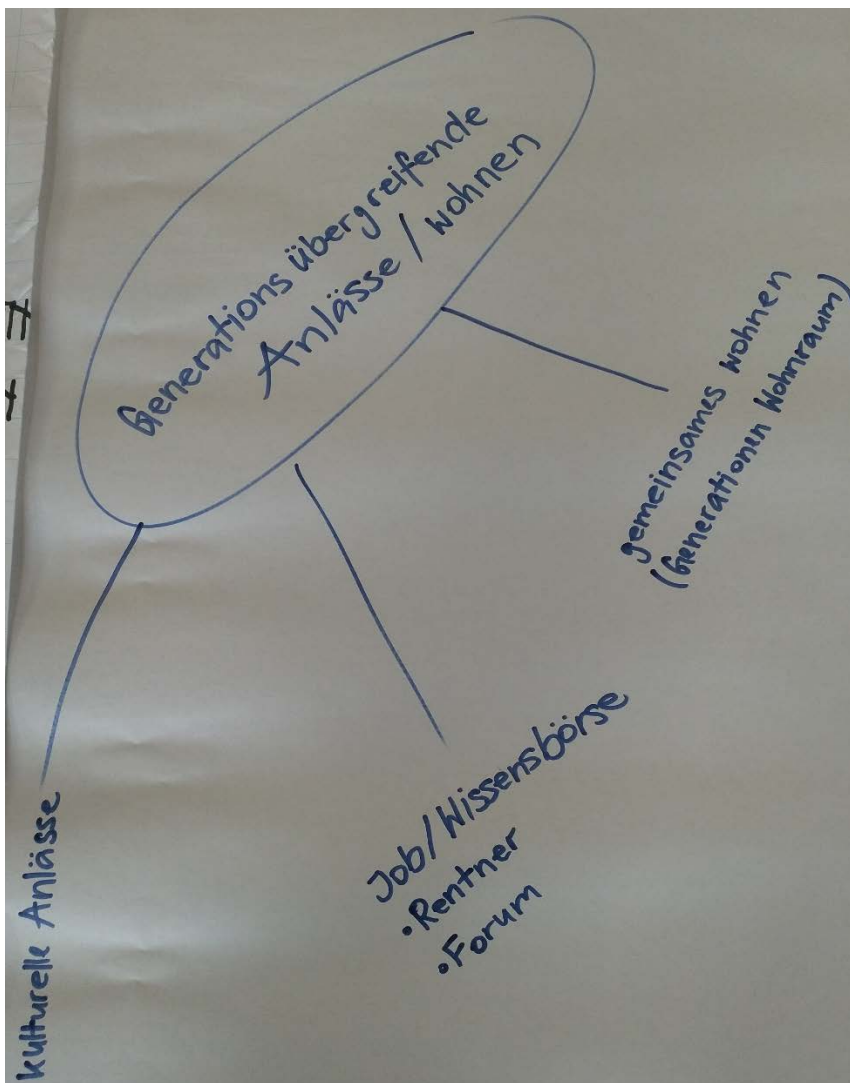 Generations übergreifende
Anlässe / wohnen
kulturelle Anlässe
Job/Wissensbörse
• Rentner
• Forum
gemeinsames wohnen
(Generationen Wohnraum)